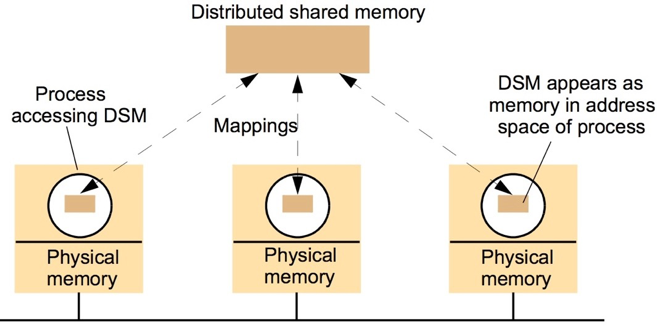 Distributed shared memory
Process
accessing DSM
Mappings
DSM appears as
memory in address
space of process
Physical
memory
Physical
memory
Physical
memory